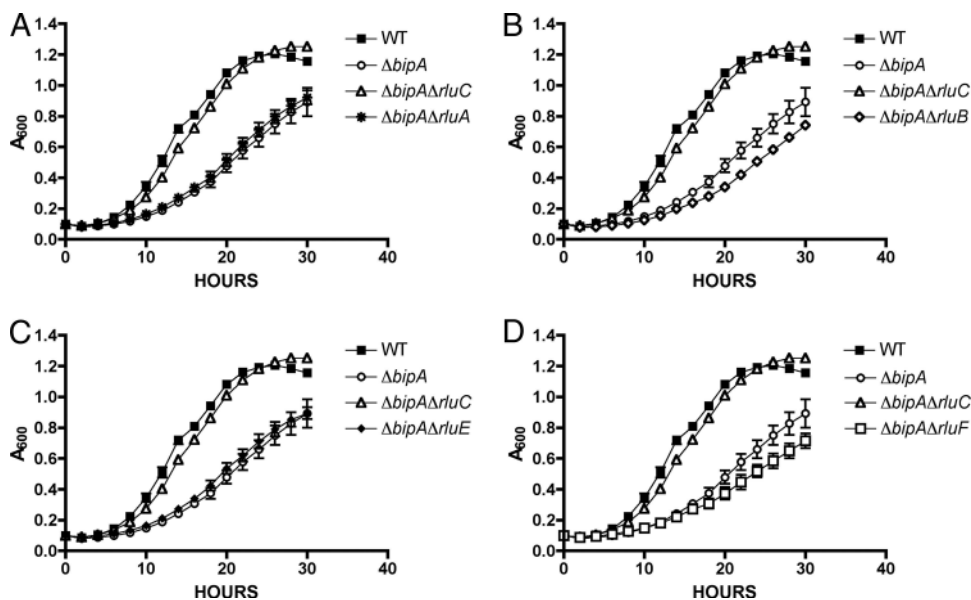 A
1.4
1.2
1.0
0.8
0.6
0.4
0.2
0.0
A600
0
10
20
30
40
HOURS
WT
ΔbipA
ΔbipAΔrluC
ΔbipAΔrluA
B
1.4
1.2
1.0
0.8
0.6
0.4
0.2
0.0
A600
0
10
20
30
40
HOURS
WT
ΔbipA
ΔbipAΔrluC
ΔbipAΔrluB
C
1.4
1.2
1.0
0.8
0.6
0.4
0.2
0.0
A600
0
10
20
30
40
HOURS
WT
ΔbipA
ΔbipAΔrluC
ΔbipAΔrluE
D
1.4
1.2
1.0
0.8
0.6
0.4
0.2
0.0
A600
0
10
20
30
40
HOURS
WT
ΔbipA
ΔbipAΔrluC
ΔbipAΔrluF